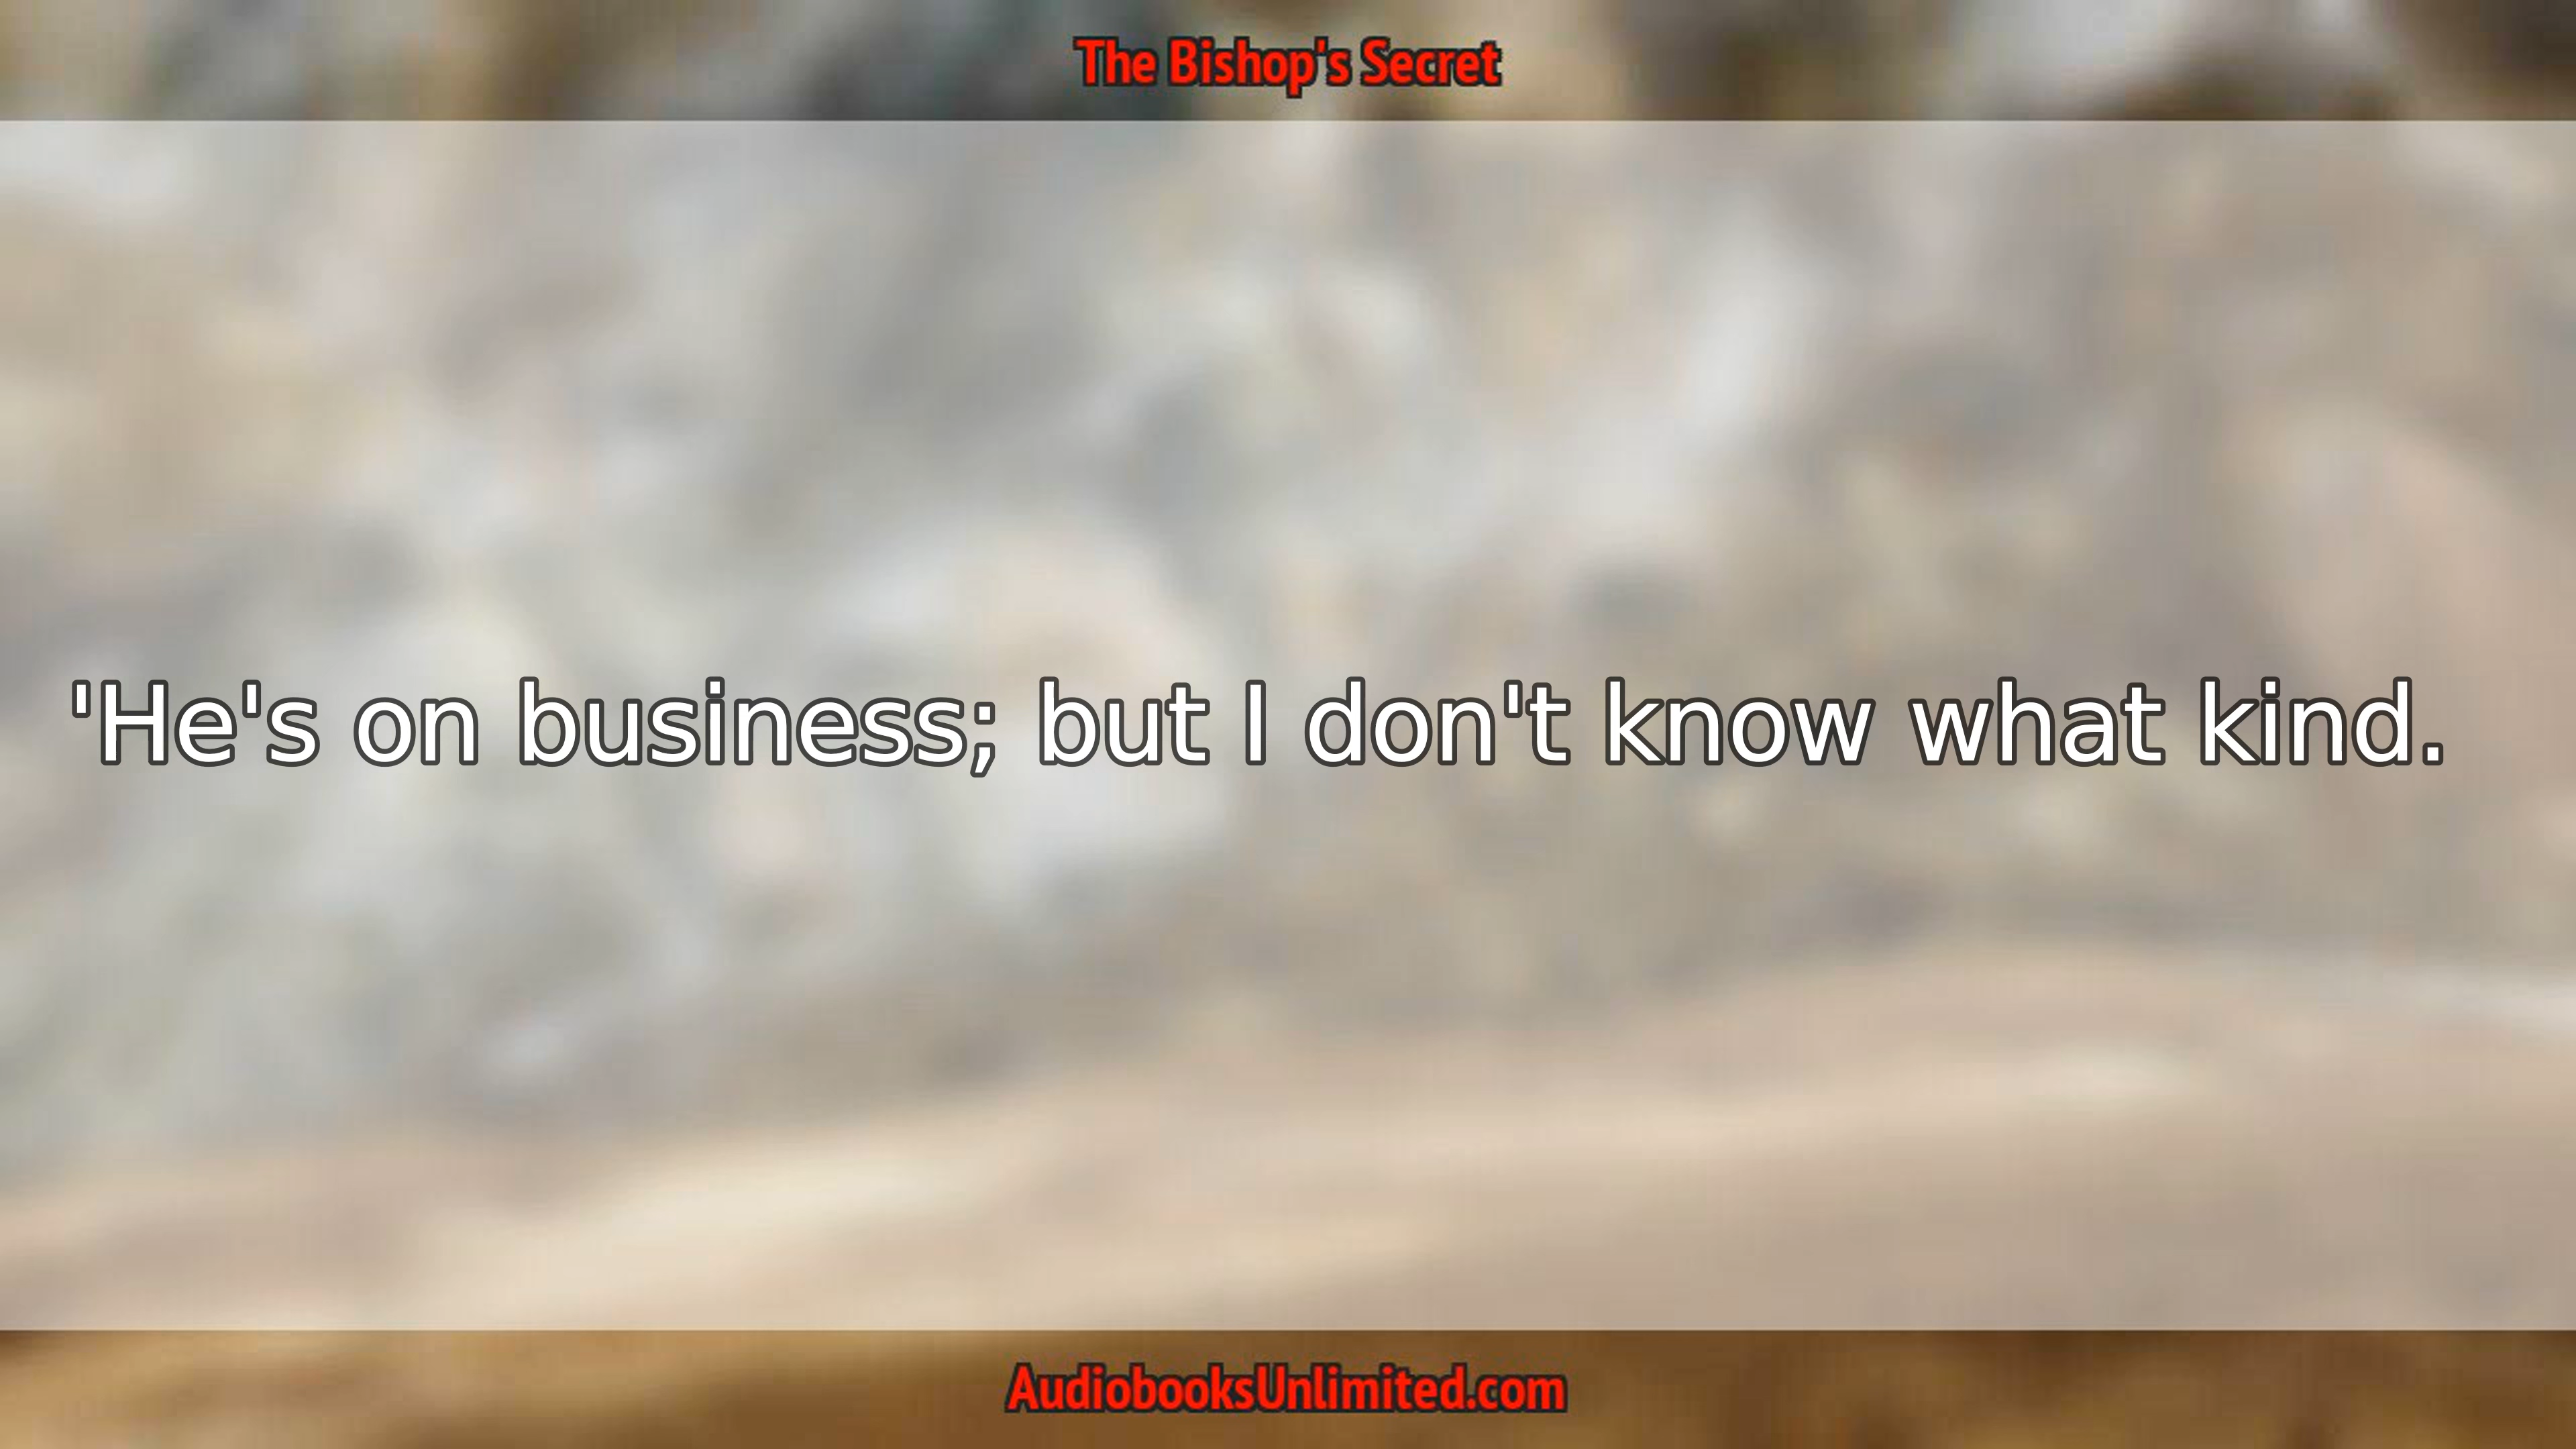 The Bishop's Secret
'He's on business; but I don't know what kind.
AudiobooksUnlimited.com